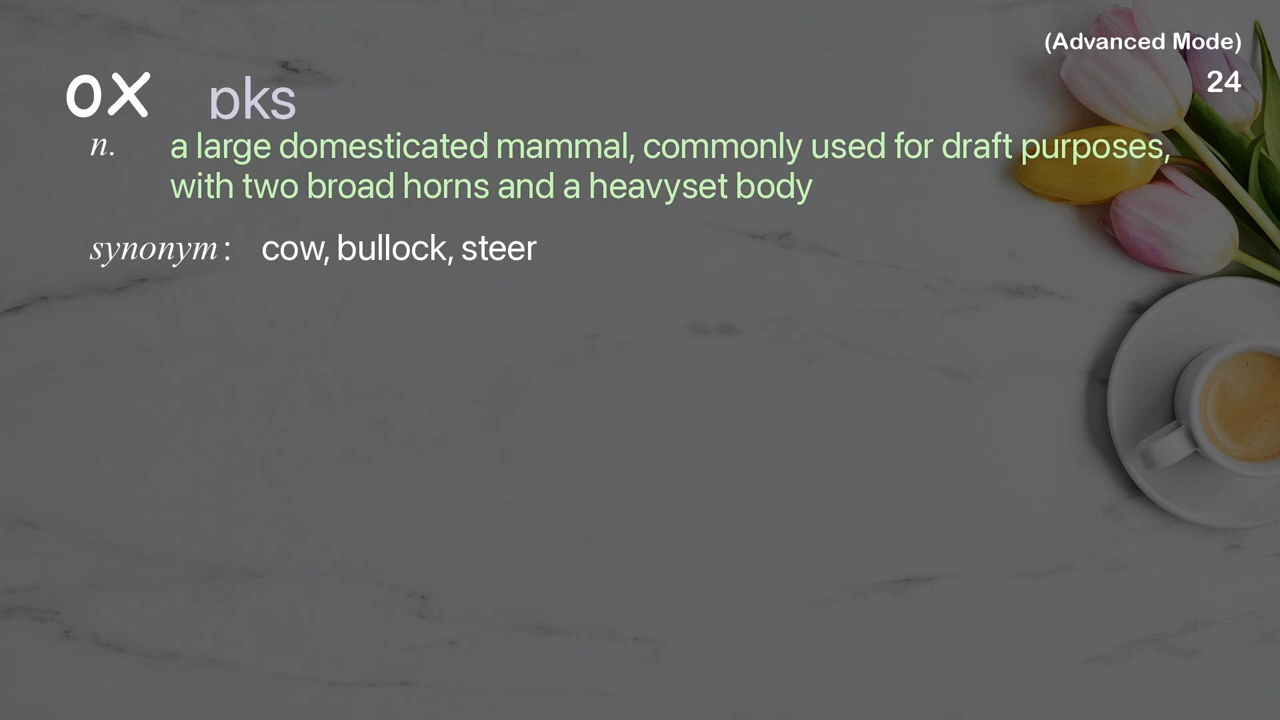 (Advanced Mode)
24
ox ɒks
n. a large domesticated mammal, commonly used for draft purposes,
with two broad horns and a heavyset body
synonym: cow, bullock, steer